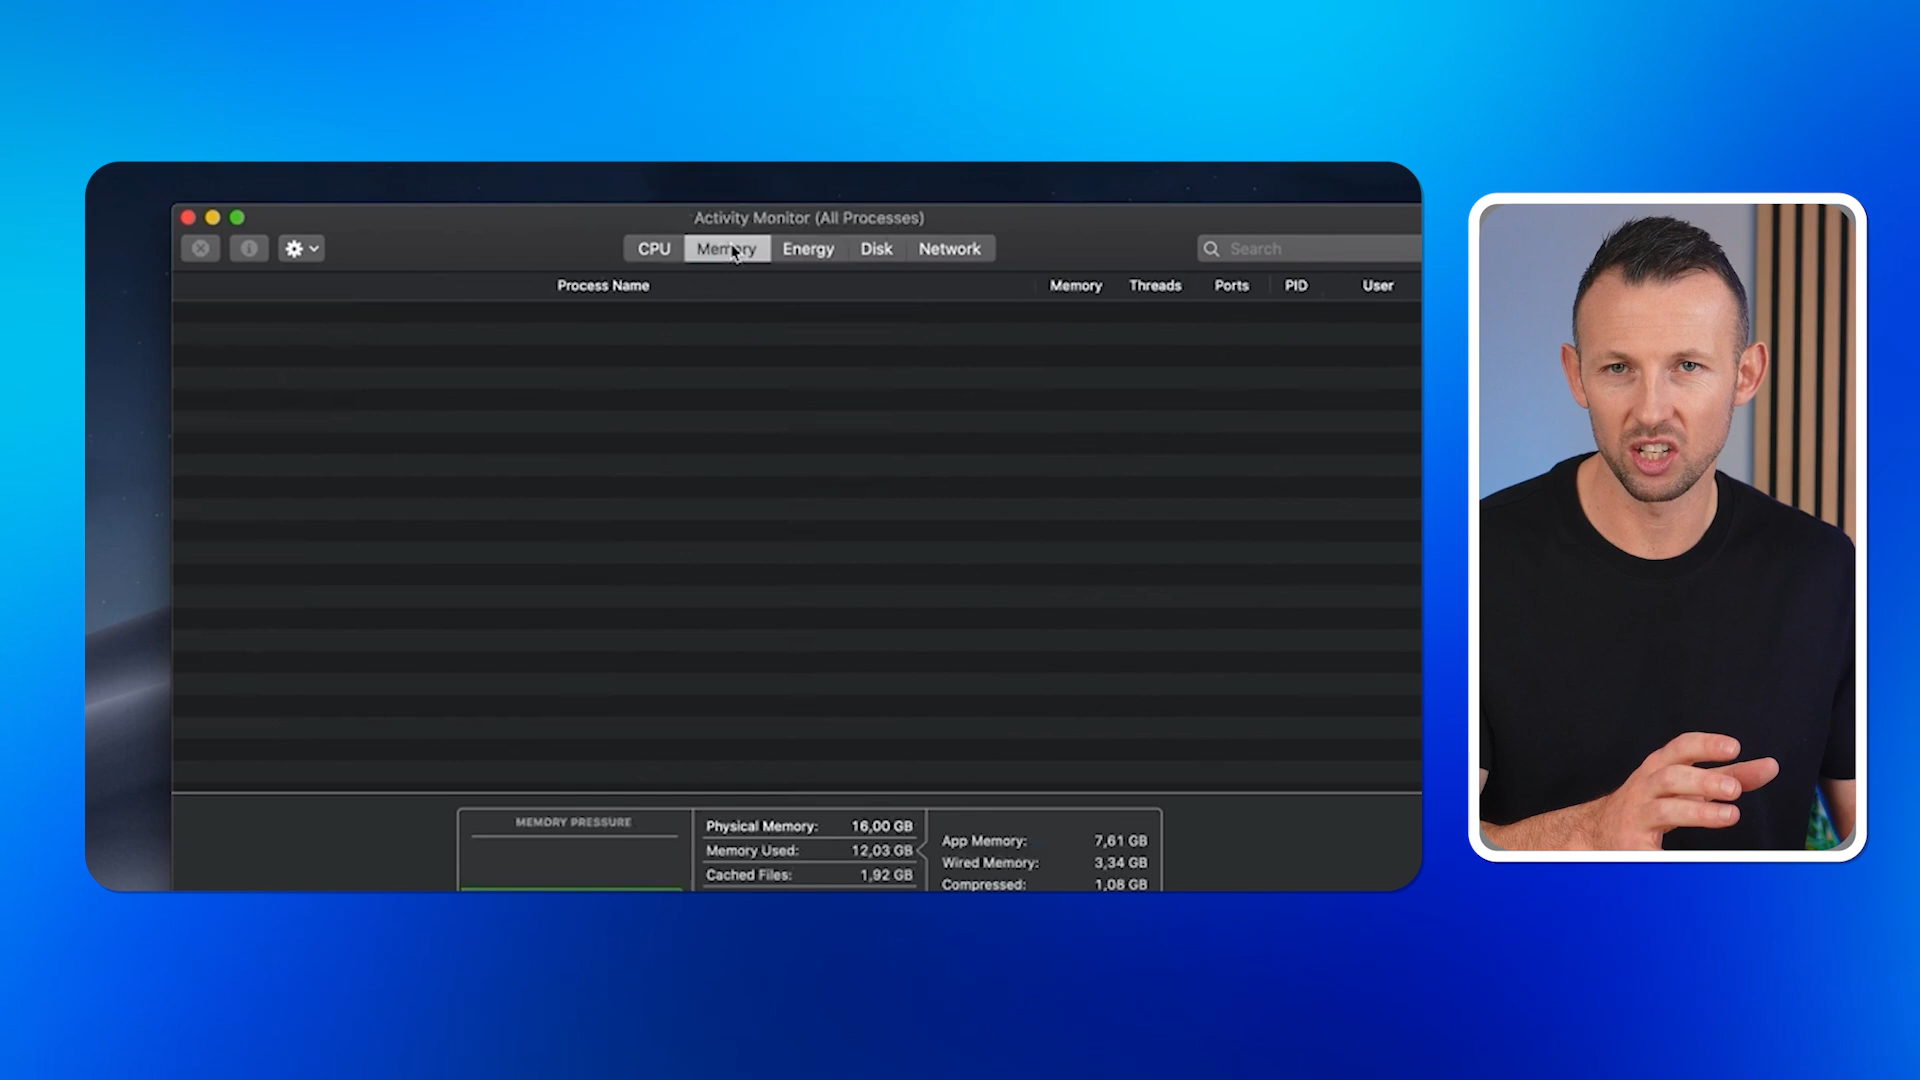 Activity Monitor (All Processes)
CPU Memory Energy Disk Network Search
Process Name Memory Threads Ports PID User
MEMORY PRESSURE
Physical Memory: 16,00 GB
Memory Used: 12,03 GB
Cached Files: 1,92 GB
App Memory: 7,61 GB
Wired Memory: 3,34 GB
Compressed: 1,08 GB